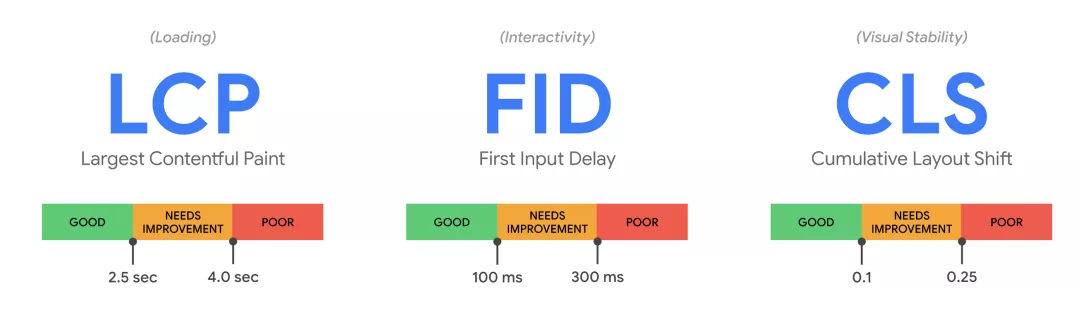 (Loading)
LCP
Largest Contentful Paint
GOOD
NEEDS
IMPROVEMENT
POOR
2.5 sec
4.0 sec
(Interactivity)
FID
First Input Delay
GOOD
NEEDS
IMPROVEMENT
POOR
100 ms
300 ms
(Visual Stability)
CLS
Cumulative Layout Shift
GOOD
NEEDS
IMPROVEMENT
POOR
0.1
0.25